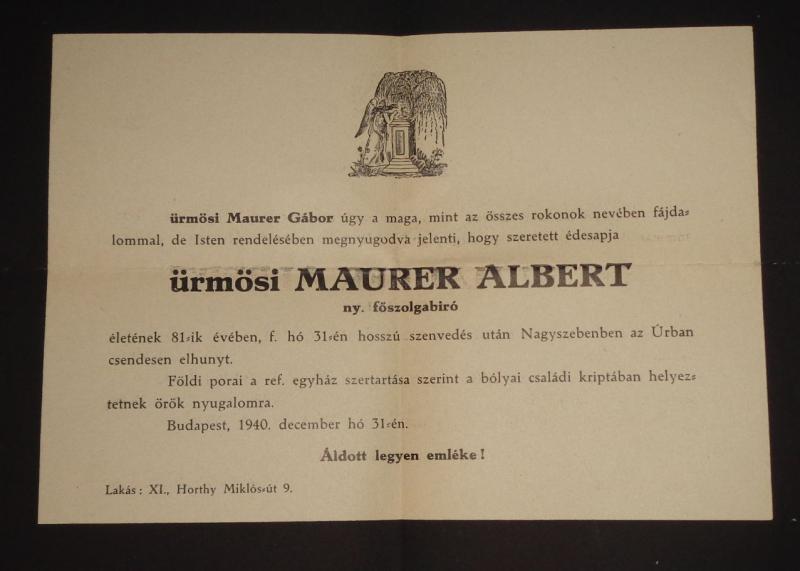 ürmösi Maurer Gábor úgy a maga, mint az összes rokonok nevében fájda⸗
lommal, de Isten rendelésében megnyugodva jelenti, hogy szeretett édesapja
ürmösi MAURER ALBERT
ny. főszolgabiró
életének 81⸗ik évében, f. hó 31⸗én hosszú szenvedés után Nagyszebenben az Úrban
csendesen elhunyt.
Földi porai a ref. egyház szertartása szerint a bólyai családi kriptában helyez⸗
tetnek örök nyugalomra.
Budapest, 1940. december hó 31⸗én.
Áldott legyen emléke!
Lakás: XI., Horthy Miklós⸗út 9.